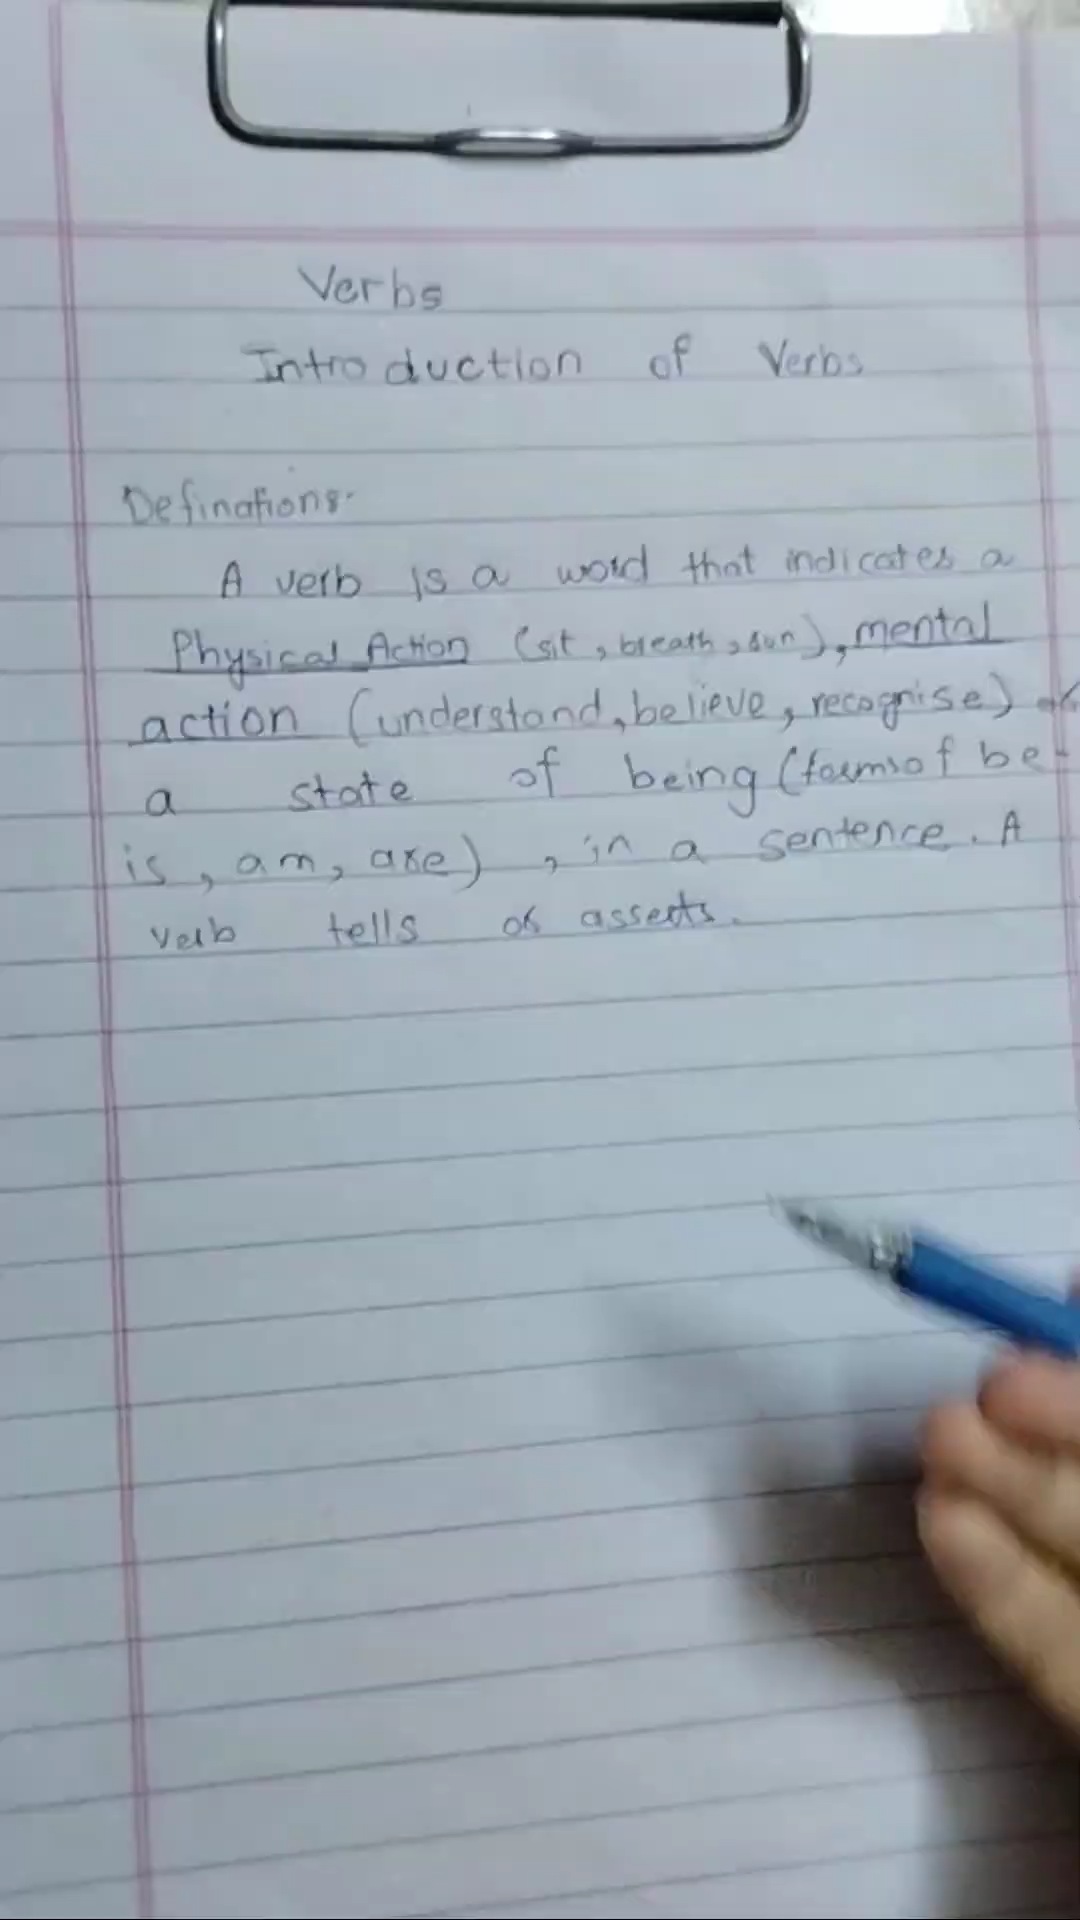 Verbs
Introduction of Verbs
Definations:
A verb is a word that indicates a
Physical Action (sit, breath, run), mental
action (understand, believe, recognise) or
a state of being (forms of be-
is, am, are), in a sentence. A
verb tells or asserts.